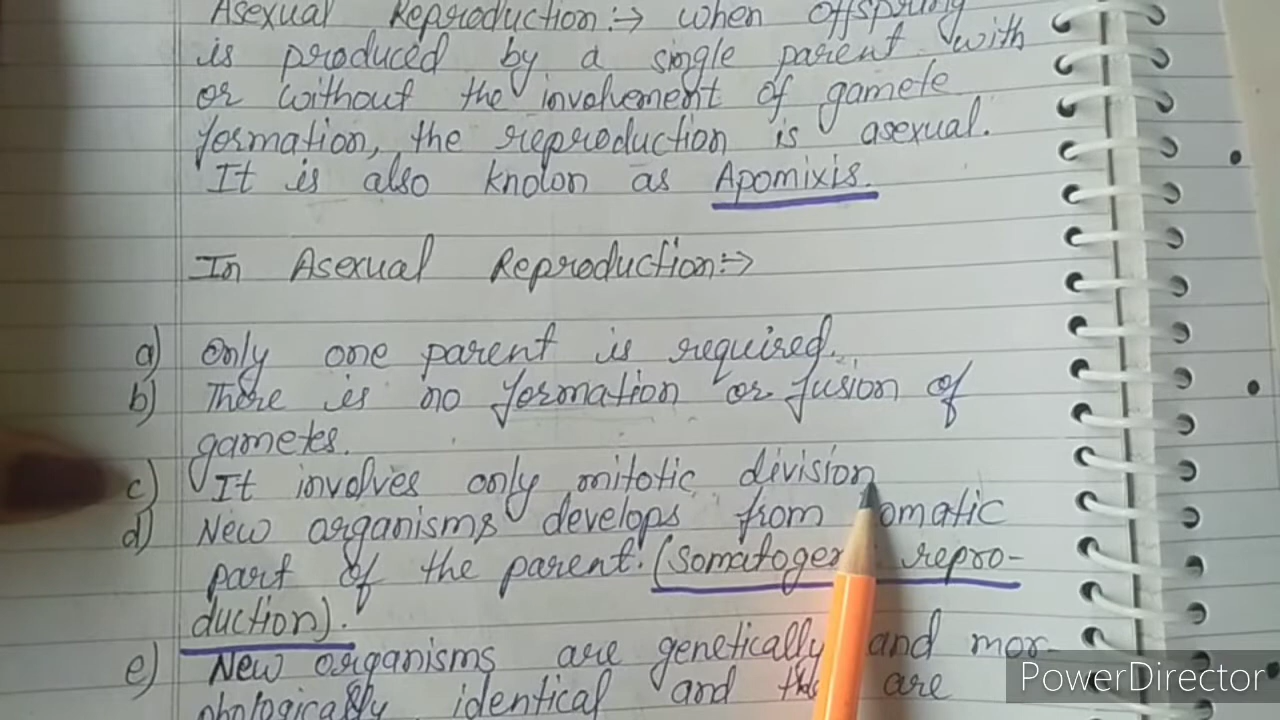 Asexual Reproduction:→ when offspring
is produced by a single parent with
or without the involvement of gamete
formation, the reproduction is asexual.
It is also known as Apomixis.
In Asexual Reproduction:→
a) Only one parent is required.
b) There is no formation or fusion of
gametes.
c) It involves only mitotic division
d) New organisms develops from omatic
part of the parent. (Somatoge repro-
duction).
e) New organisms are genetically and mor-
phologically identical and are
PowerDirector